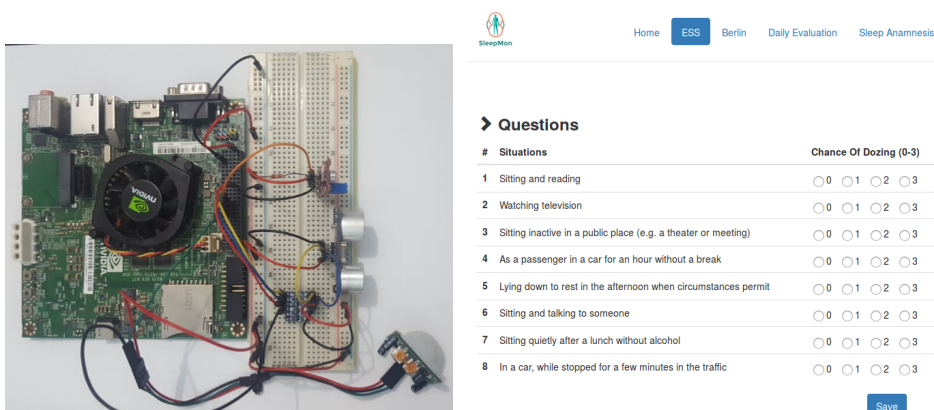 NVIDIA
NVIDIA
SleepMon
Home ESS Berlin Daily Evaluation Sleep Anamnesis
Questions
# Situations Chance Of Dozing (0-3)
1 Sitting and reading 0 1 2 3
2 Watching television 0 1 2 3
3 Sitting inactive in a public place (e.g. a theater or meeting) 0 1 2 3
4 As a passenger in a car for an hour without a break 0 1 2 3
5 Lying down to rest in the afternoon when circumstances permit 0 1 2 3
6 Sitting and talking to someone 0 1 2 3
7 Sitting quietly after a lunch without alcohol 0 1 2 3
8 In a car, while stopped for a few minutes in the traffic 0 1 2 3
Save